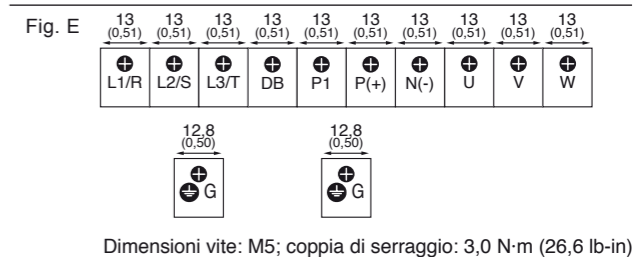 Fig. E
13 13 13 13 13 13 13 13 13 13
(0,51) (0,51) (0,51) (0,51) (0,51) (0,51) (0,51) (0,51) (0,51) (0,51)
L1/R L2/S L3/T DB P1 P(+) N(-) U V W
12,8 12,8
(0,50) (0,50)
G G
Dimensioni vite: M5; coppia di serraggio: 3,0 N·m (26,6 lb-in)